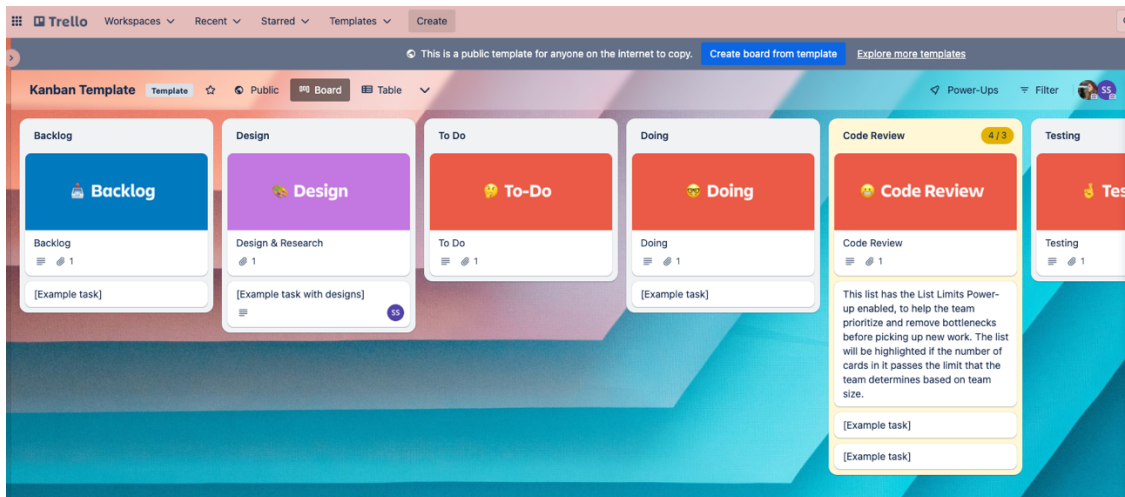 Trello Workspaces Recent Starred Templates Create
This is a public template for anyone on the internet to copy. Create board from template Explore more templates
Kanban Template Template Public Board Table Power-Ups Filter SS
Backlog
Backlog
Backlog
1
[Example task]
Design
Design
Design & Research
1
[Example task with designs]
SS
To Do
To-Do
To Do
1
Doing
Doing
Doing
1
[Example task]
Code Review 4/3
Code Review
Code Review
1
This list has the List Limits Power-
up enabled, to help the team
prioritize and remove bottlenecks
before picking up new work. The list
will be highlighted if the number of
cards in it passes the limit that the
team determines based on team
size.
[Example task]
[Example task]
Testing
Tes
Testing
1